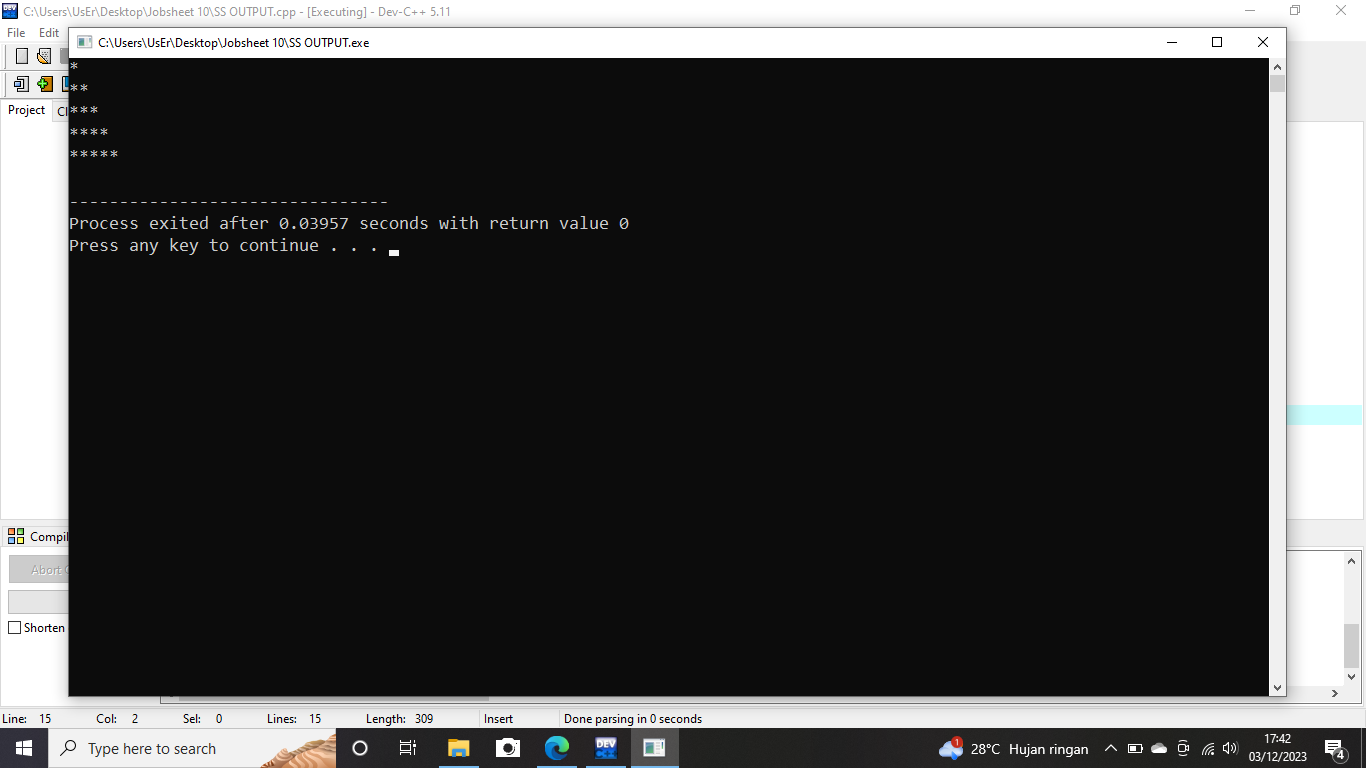 C:\Users\UsEr\Desktop\Jobsheet 10\SS OUTPUT.cpp - [Executing] - Dev-C++ 5.11
File Edit
C:\Users\UsEr\Desktop\Jobsheet 10\SS OUTPUT.exe
Project
*
**
***
****
*****
--------------------------------
Process exited after 0.03957 seconds with return value 0
Press any key to continue . . .
Compil
Abort
Shorten
Line: 15 Col: 2 Sel: 0 Lines: 15 Length: 309 Insert Done parsing in 0 seconds
Type here to search
DEV
1
28°C Hujan ringan
17:42
03/12/2023
4